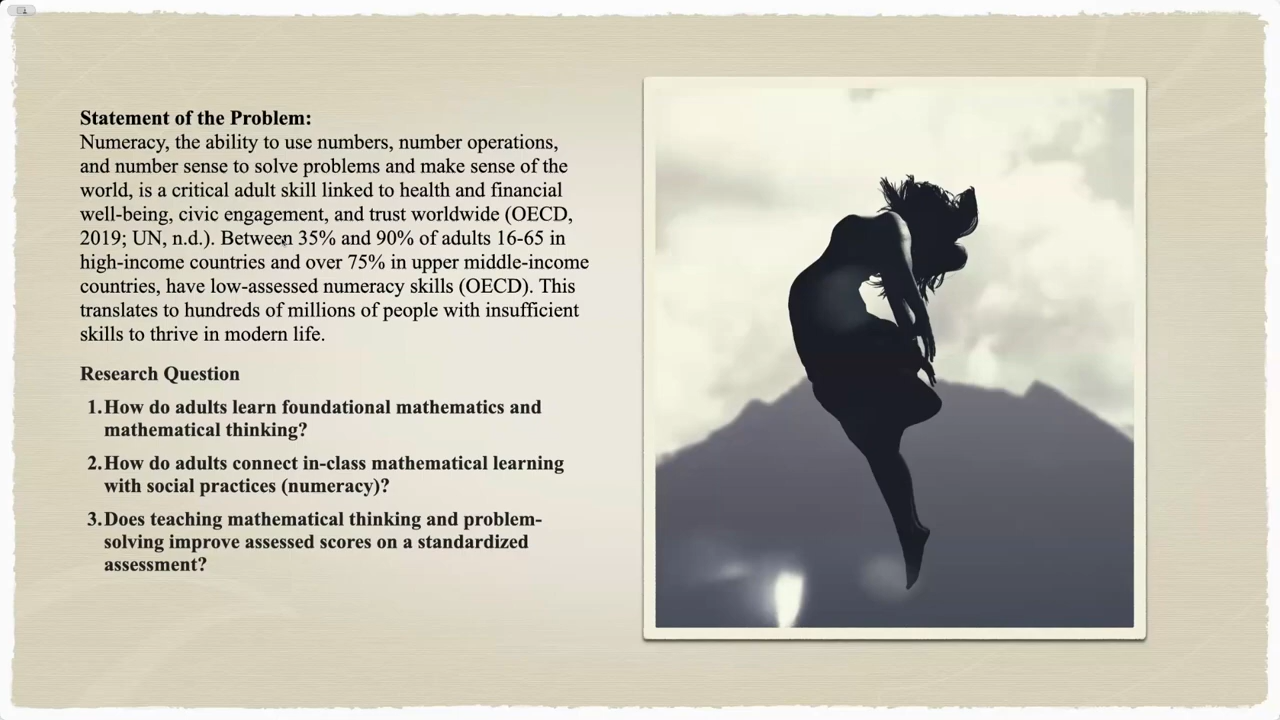 Statement of the Problem:
Numeracy, the ability to use numbers, number operations,
and number sense to solve problems and make sense of the
world, is a critical adult skill linked to health and financial
well-being, civic engagement, and trust worldwide (OECD,
2019; UN, n.d.). Between 35% and 90% of adults 16-65 in
high-income countries and over 75% in upper middle-income
countries, have low-assessed numeracy skills (OECD). This
translates to hundreds of millions of people with insufficient
skills to thrive in modern life.
Research Question
1.How do adults learn foundational mathematics and
mathematical thinking?
2.How do adults connect in-class mathematical learning
with social practices (numeracy)?
3.Does teaching mathematical thinking and problem-
solving improve assessed scores on a standardized
assessment?